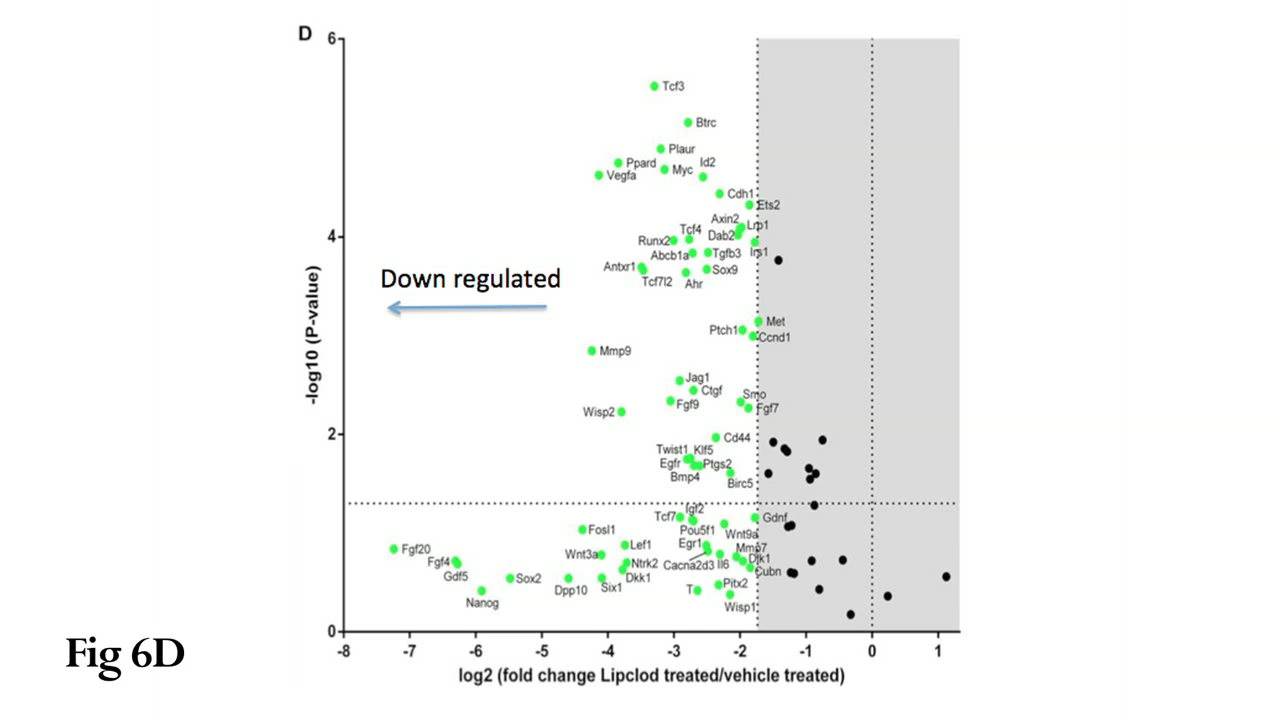 D
6
Tcf3
Btrc
Plaur
Id2
Ppard
Myc
Vegfa
Cdh1
Ets2
Axin2
Lrp1
4
Tcf4
Dab2
Runx2
Abcb1a
Tgfb3
Irs1
Antxr1
Sox9
Tcf7l2
Ahr
Down regulated
Met
Ptch1
Ccnd1
-log10 (P-value)
Mmp9
Jag1
Ctgf
Smo
Fgf9
Fgf7
Wisp2
2
Cd44
Twist1
Klf5
Egfr
Ptgs2
Bmp4
Birc5
Igf2
Tcf7
Gdnf
Fosl1
Pou5f1
Wnt9a
Fgf20
Lef1
Egr1
Mmp7
Wnt3a
Fgf4
Ntrk2
Cacna2d3
Il6
Dlk1
Cubn
Gdf5
Sox2
Dkk1
Dpp10
Six1
T
Pitx2
Nanog
Wisp1
0
-8 -7 -6 -5 -4 -3 -2 -1 0 1
log2 (fold change Lipclod treated/vehicle treated)
Fig 6D